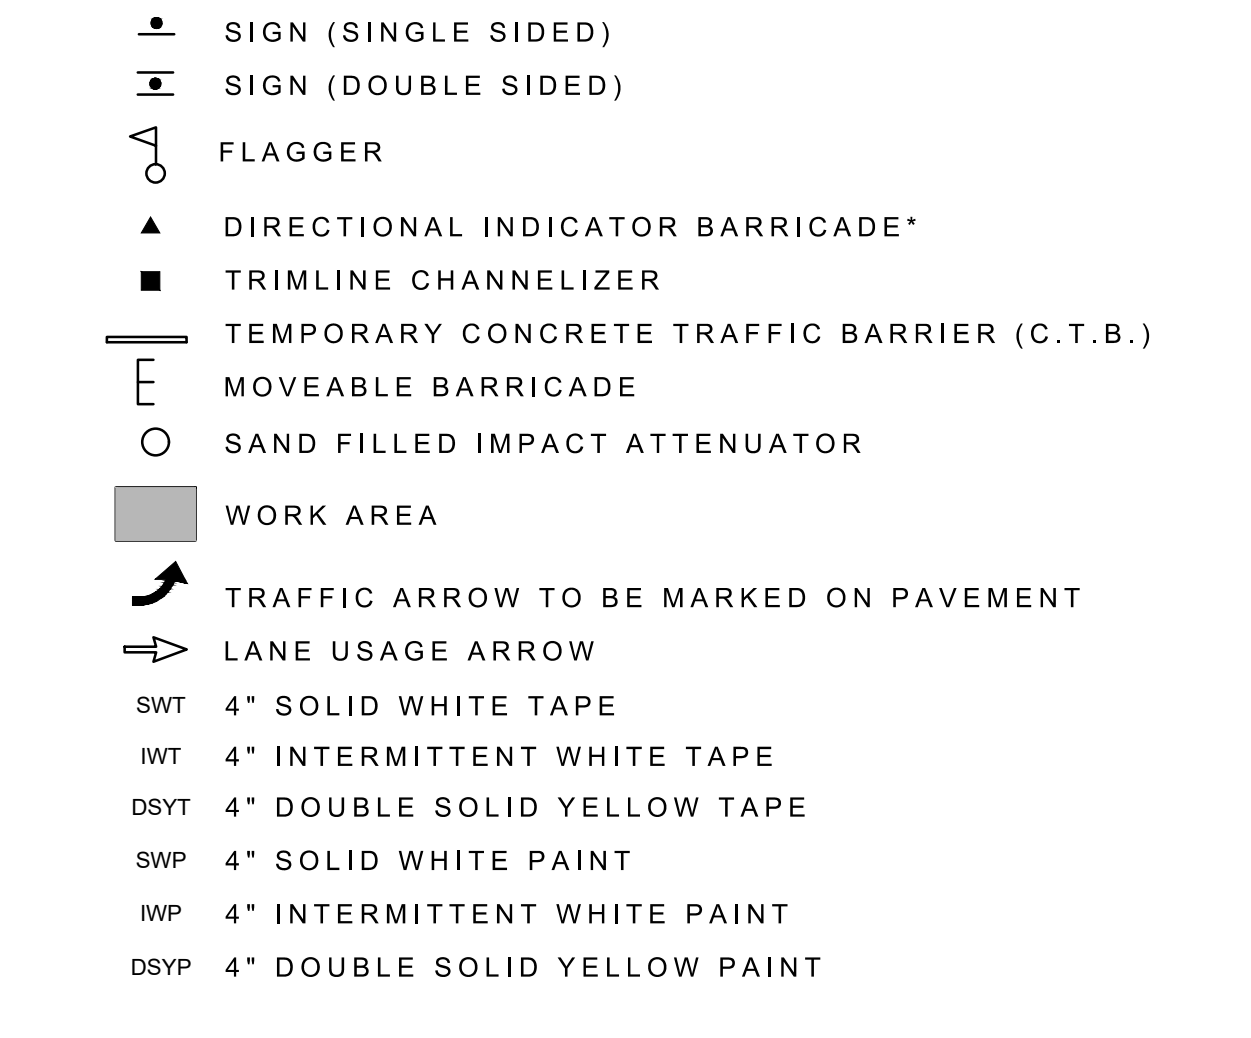 SIGN (SINGLE SIDED)
SIGN (DOUBLE SIDED)
FLAGGER
DIRECTIONAL INDICATOR BARRICADE*
TRIMLINE CHANNELIZER
TEMPORARY CONCRETE TRAFFIC BARRIER (C.T.B.)
MOVEABLE BARRICADE
SAND FILLED IMPACT ATTENUATOR
WORK AREA
TRAFFIC ARROW TO BE MARKED ON PAVEMENT
LANE USAGE ARROW
SWT 4" SOLID WHITE TAPE
IWT 4" INTERMITTENT WHITE TAPE
DSYT 4" DOUBLE SOLID YELLOW TAPE
SWP 4" SOLID WHITE PAINT
IWP 4" INTERMITTENT WHITE PAINT
DSYP 4" DOUBLE SOLID YELLOW PAINT